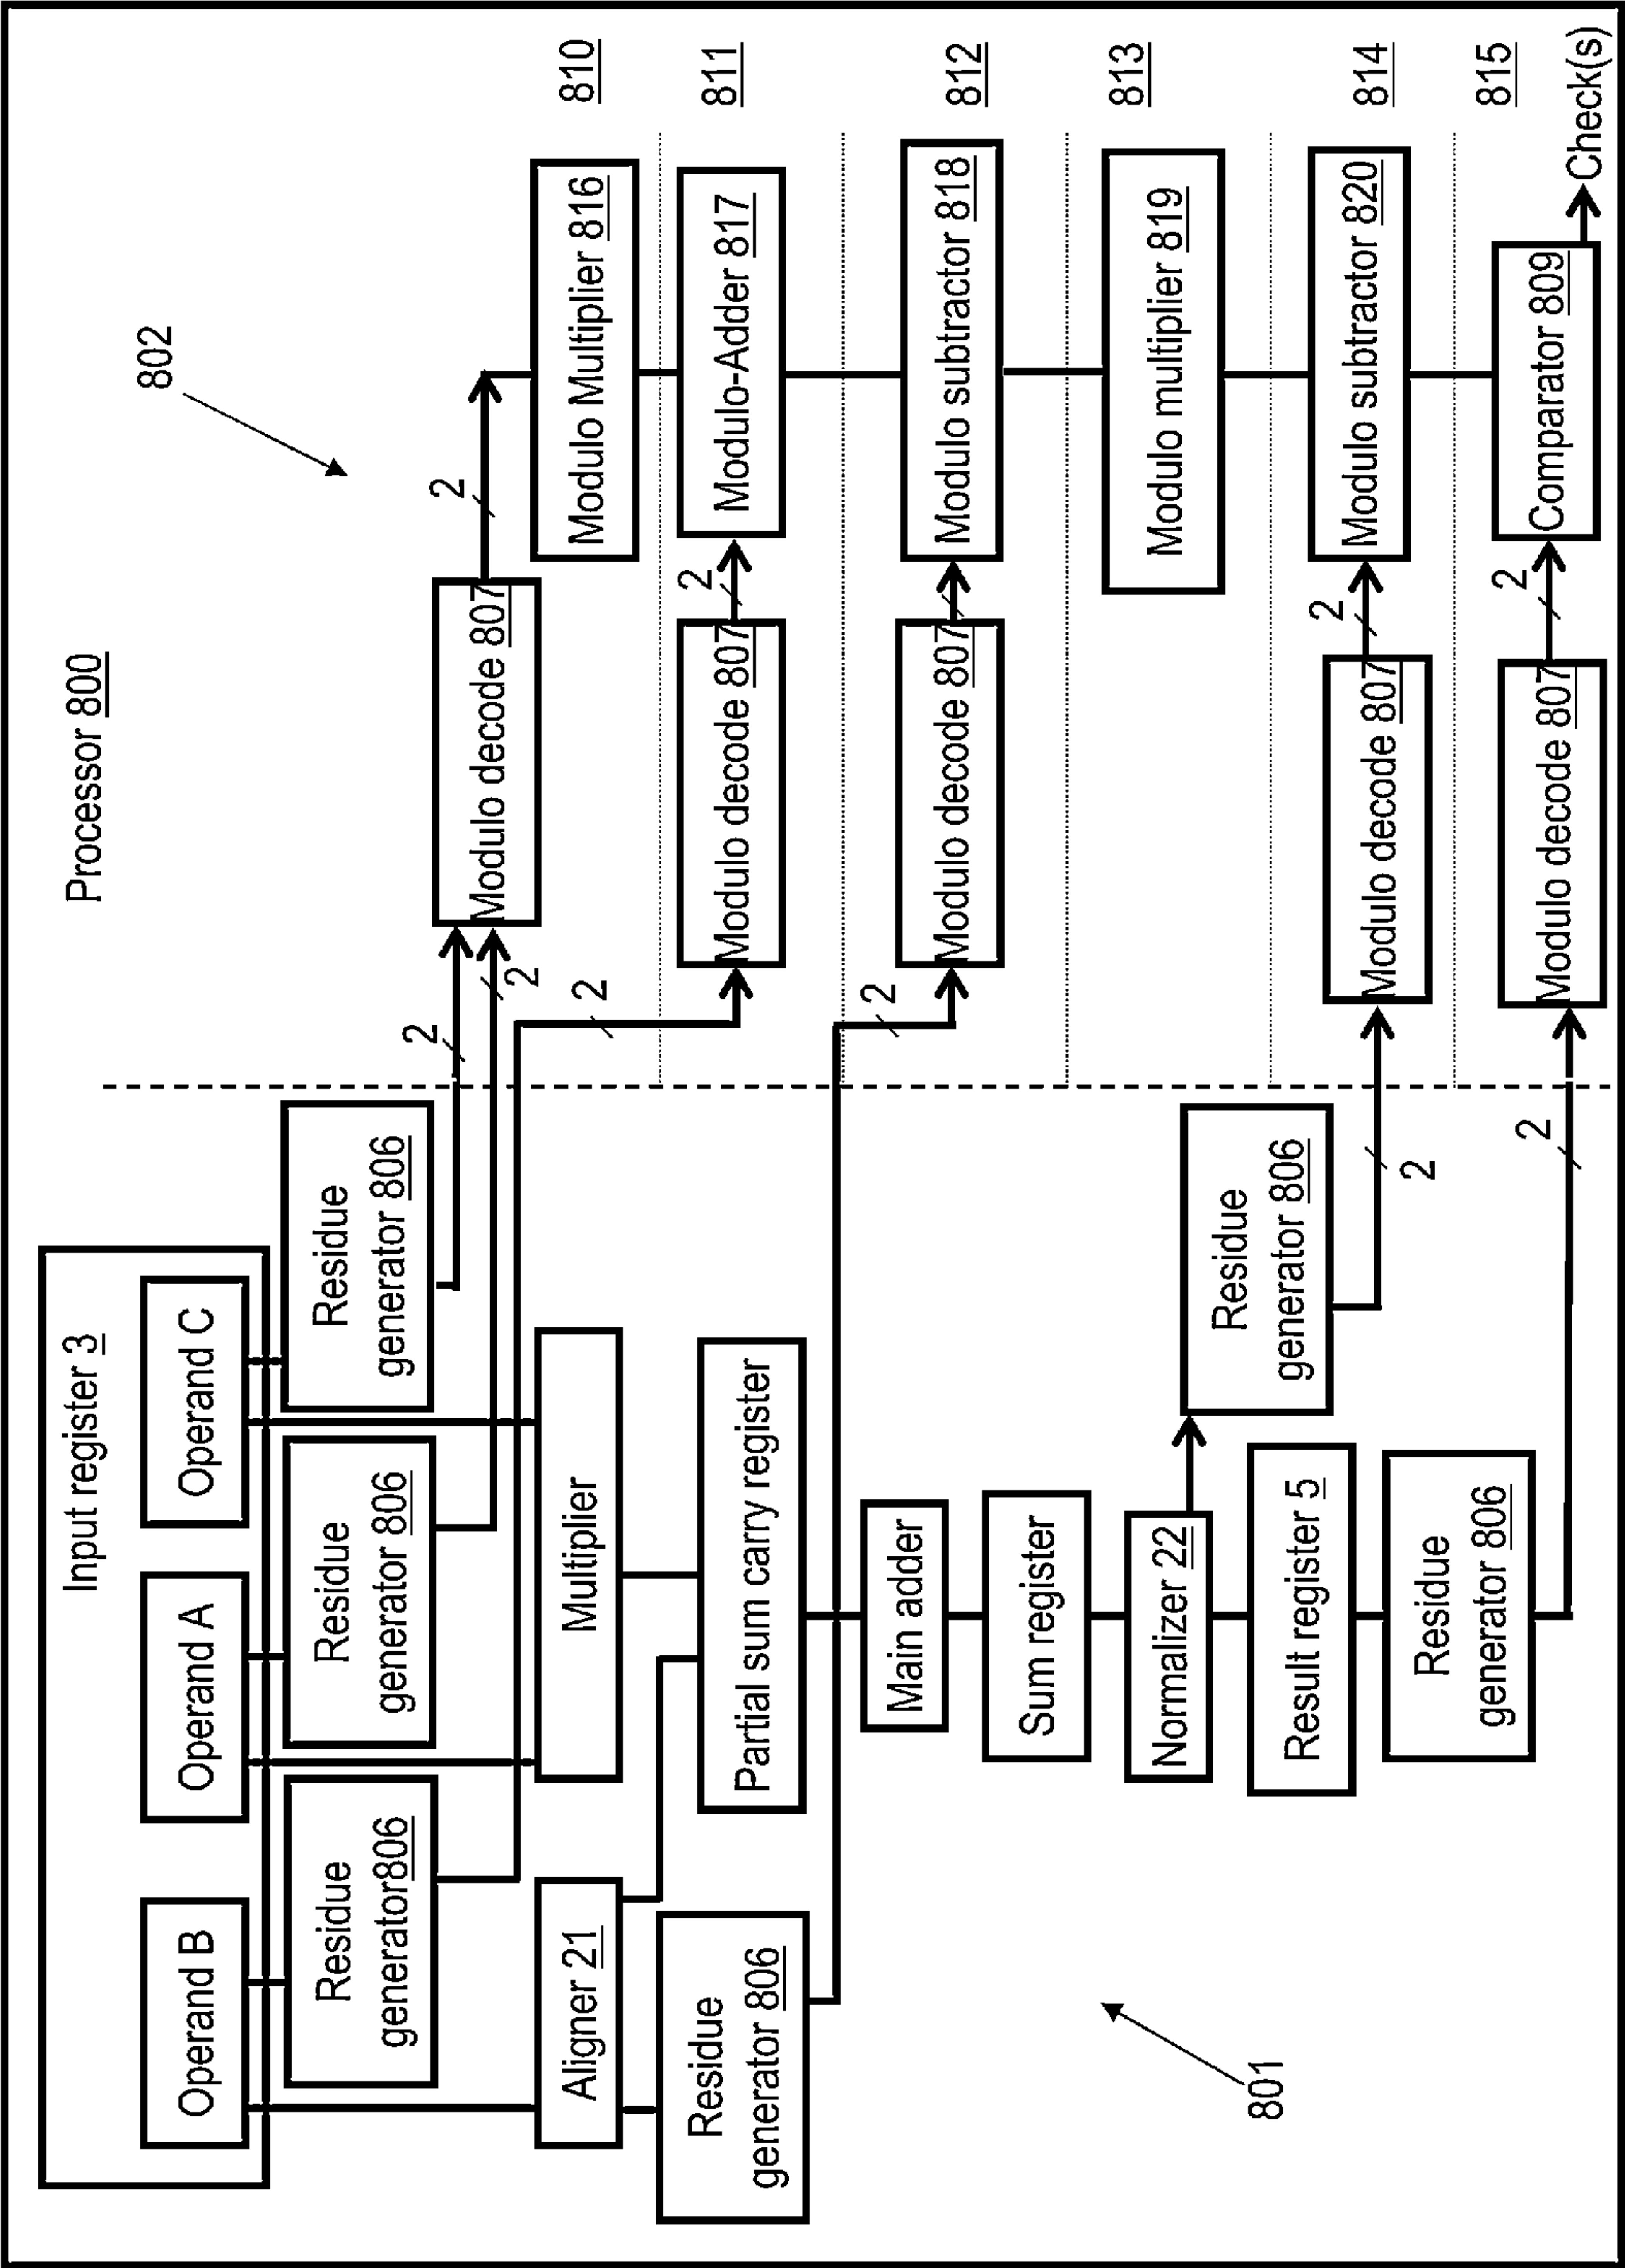 Processor 800
802
Input register 3
Operand B
Operand A
Operand C
Residue
generator806
Residue
generator 806
Residue
generator 806
2
2
2
Modulo decode 807
2
Modulo Multiplier 816
810
Aligner 21
Multiplier
Modulo decode 807
2
Modulo-Adder 817
811
Residue
generator 806
Partial sum carry register
2
Modulo decode 807
Modulo subtractor 818
812
Main adder
Sum register
Modulo multiplier 819
813
Normalizer 22
Residue
generator 806
2
Modulo decode 807
2
Modulo subtractor 820
814
Result register 5
Residue
generator 806
2
Modulo decode 807
2
Comparator 809
815
Check(s)
801